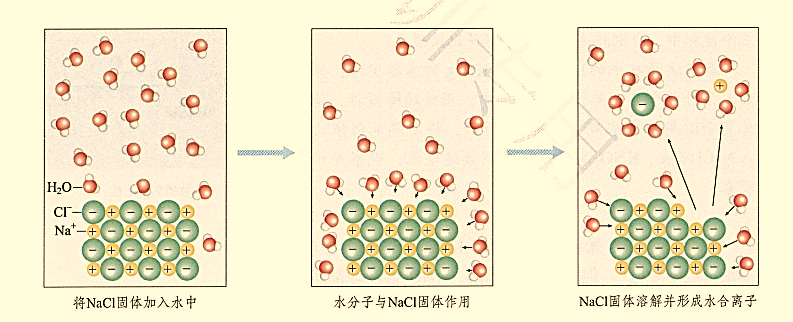 H₂O
Cl⁻
Na⁺
将NaCl固体加入水中
水分子与NaCl固体作用
NaCl固体溶解并形成水合离子